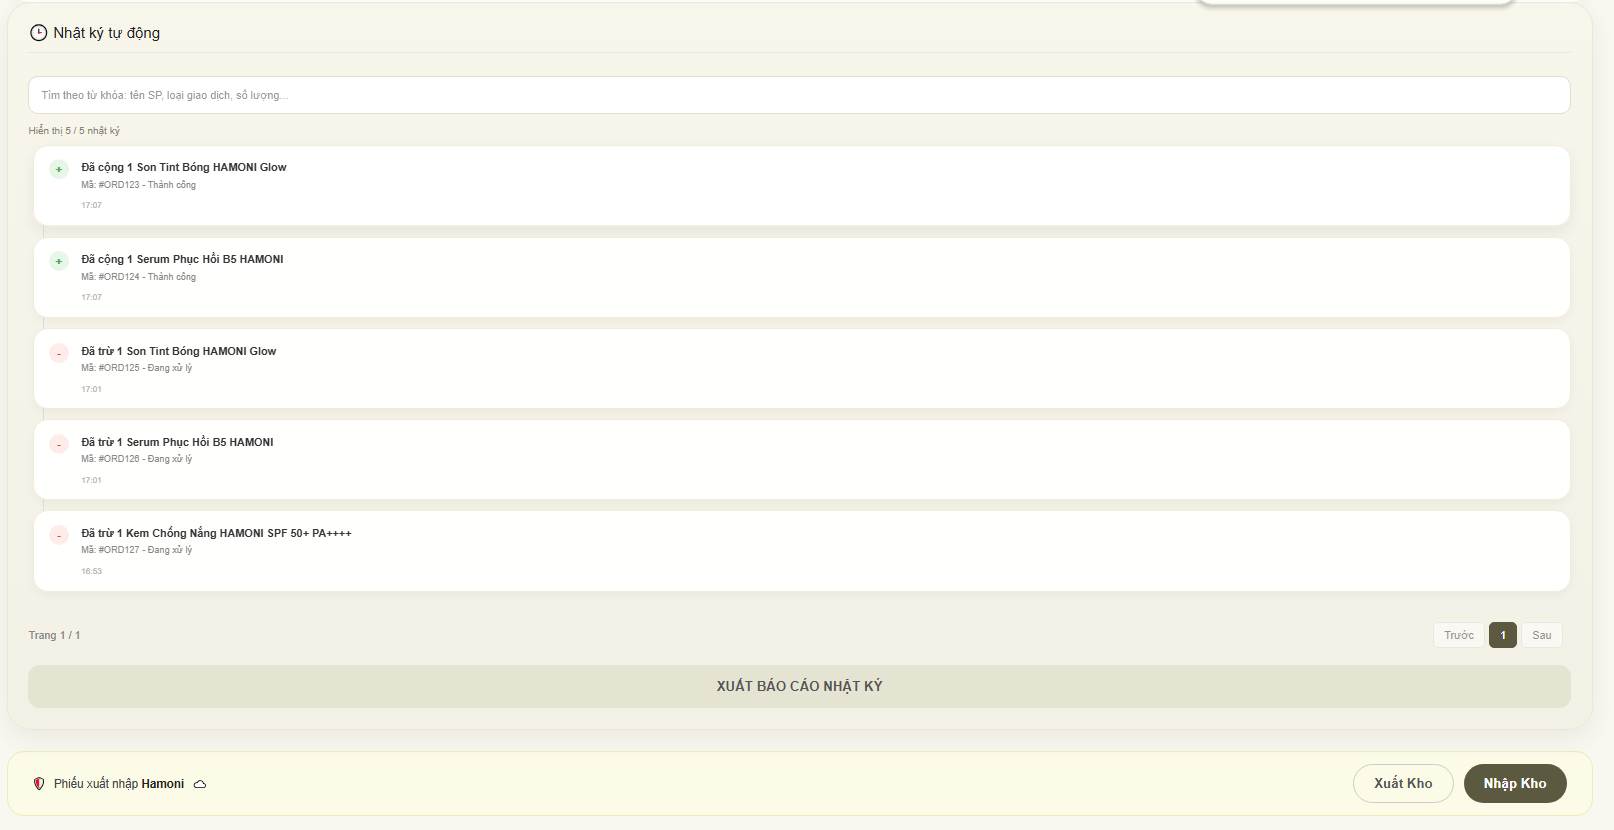 Nhật ký tự động
Tìm theo từ khóa: tên SP, loại giao dịch, số lượng...
Hiển thị 5 / 5 nhật ký
+
Đã cộng 1 Son Tint Bóng HAMONI Glow
Mã: #ORD123 - Thành công
17:07
+
Đã cộng 1 Serum Phục Hồi B5 HAMONI
Mã: #ORD124 - Thành công
17:07
-
Đã trừ 1 Son Tint Bóng HAMONI Glow
Mã: #ORD125 - Đang xử lý
17:01
-
Đã trừ 1 Serum Phục Hồi B5 HAMONI
Mã: #ORD126 - Đang xử lý
17:01
-
Đã trừ 1 Kem Chống Nắng HAMONI SPF 50+ PA++++
Mã: #ORD127 - Đang xử lý
16:53
Trang 1 / 1
Trước 1 Sau
XUẤT BÁO CÁO NHẬT KÝ
Phiếu xuất nhập Hamoni
Xuất Kho Nhập Kho